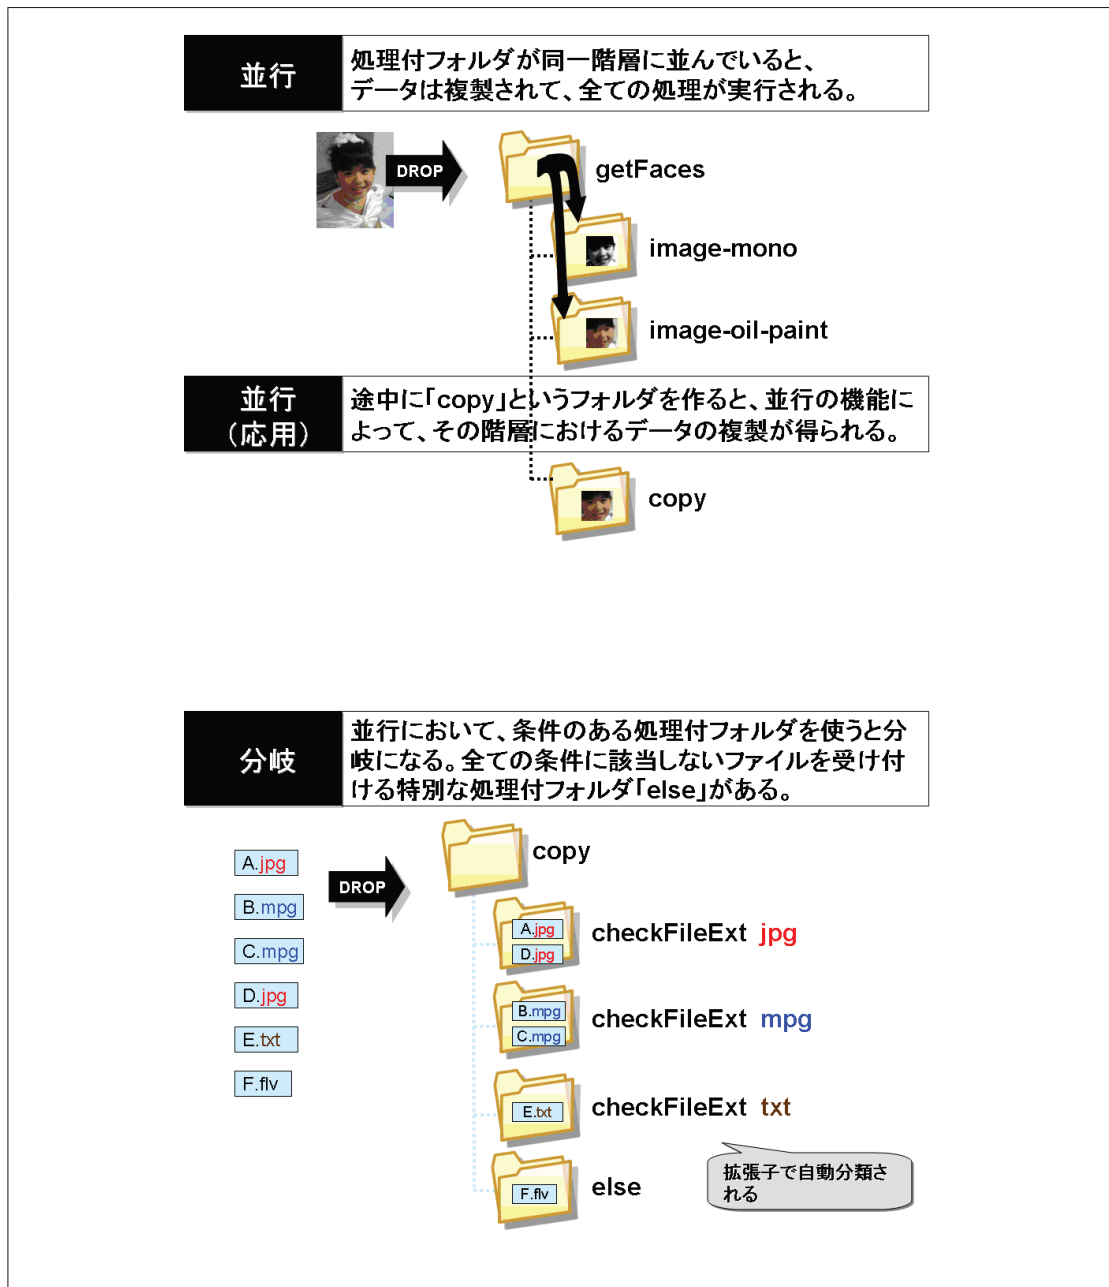 並行
処理付フォルダが同一階層に並んでいると、
データは複製されて、全ての処理が実行される。
DROP
getFaces
image-mono
image-oil-paint
並行
（応用）
途中に「copy」というフォルダを作ると、並行の機能に
よって、その階層におけるデータの複製が得られる。
copy
分岐
並行において、条件のある処理付フォルダを使うと分
岐になる。全ての条件に該当しないファイルを受け付
ける特別な処理付フォルダ「else」がある。
A.jpg
B.mpg
C.mpg
D.jpg
E.txt
F.flv
DROP
copy
A.jpg
D.jpg
checkFileExt jpg
B.mpg
C.mpg
checkFileExt mpg
E.txt
checkFileExt txt
F.flv
else
拡張子で自動分類さ
れる